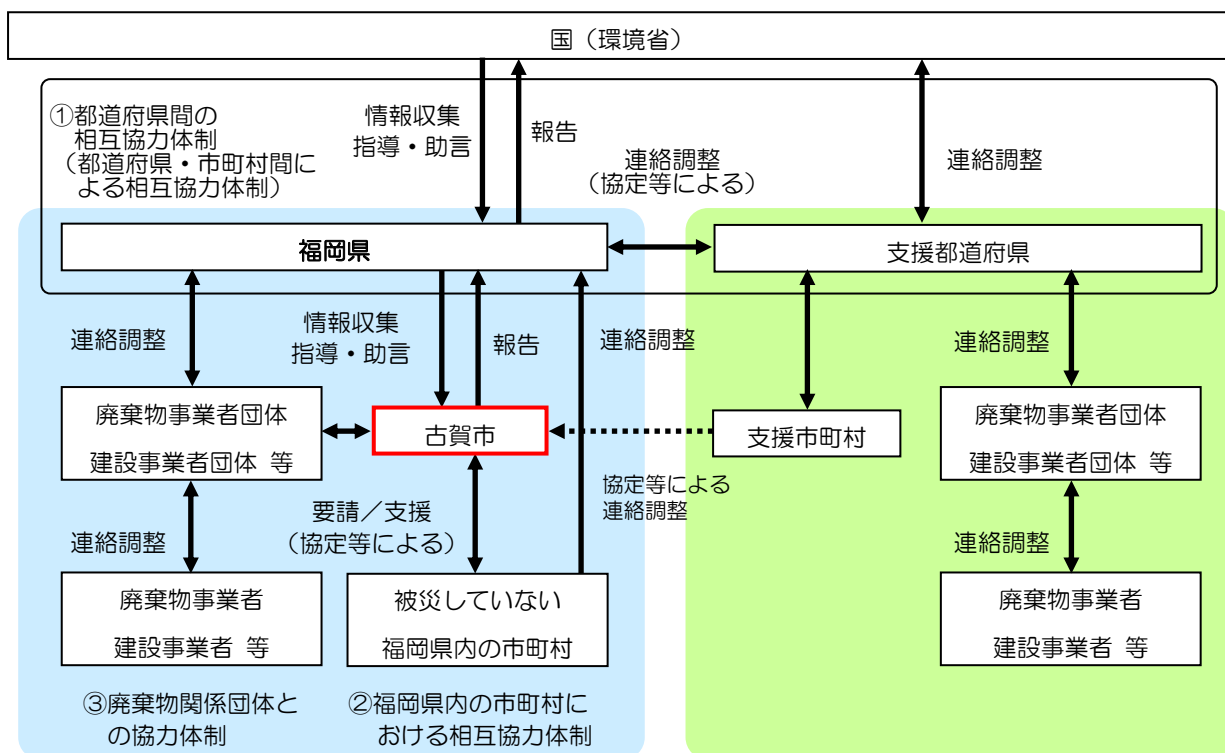 国（環境省）
①都道府県間の
相互協力体制
（都道府県・市町村間に
よる相互協力体制）
情報収集
指導・助言
報告
連絡調整
（協定等による）
連絡調整
福岡県
支援都道府県
連絡調整
情報収集
指導・助言
報告
連絡調整
連絡調整
廃棄物事業者団体
建設事業者団体 等
古賀市
支援市町村
廃棄物事業者団体
建設事業者団体 等
協定等による
連絡調整
要請／支援
（協定等による）
連絡調整
連絡調整
廃棄物事業者
建設事業者 等
被災していない
福岡県内の市町村
廃棄物事業者
建設事業者 等
③廃棄物関係団体と
の協力体制
②福岡県内の市町村に
おける相互協力体制